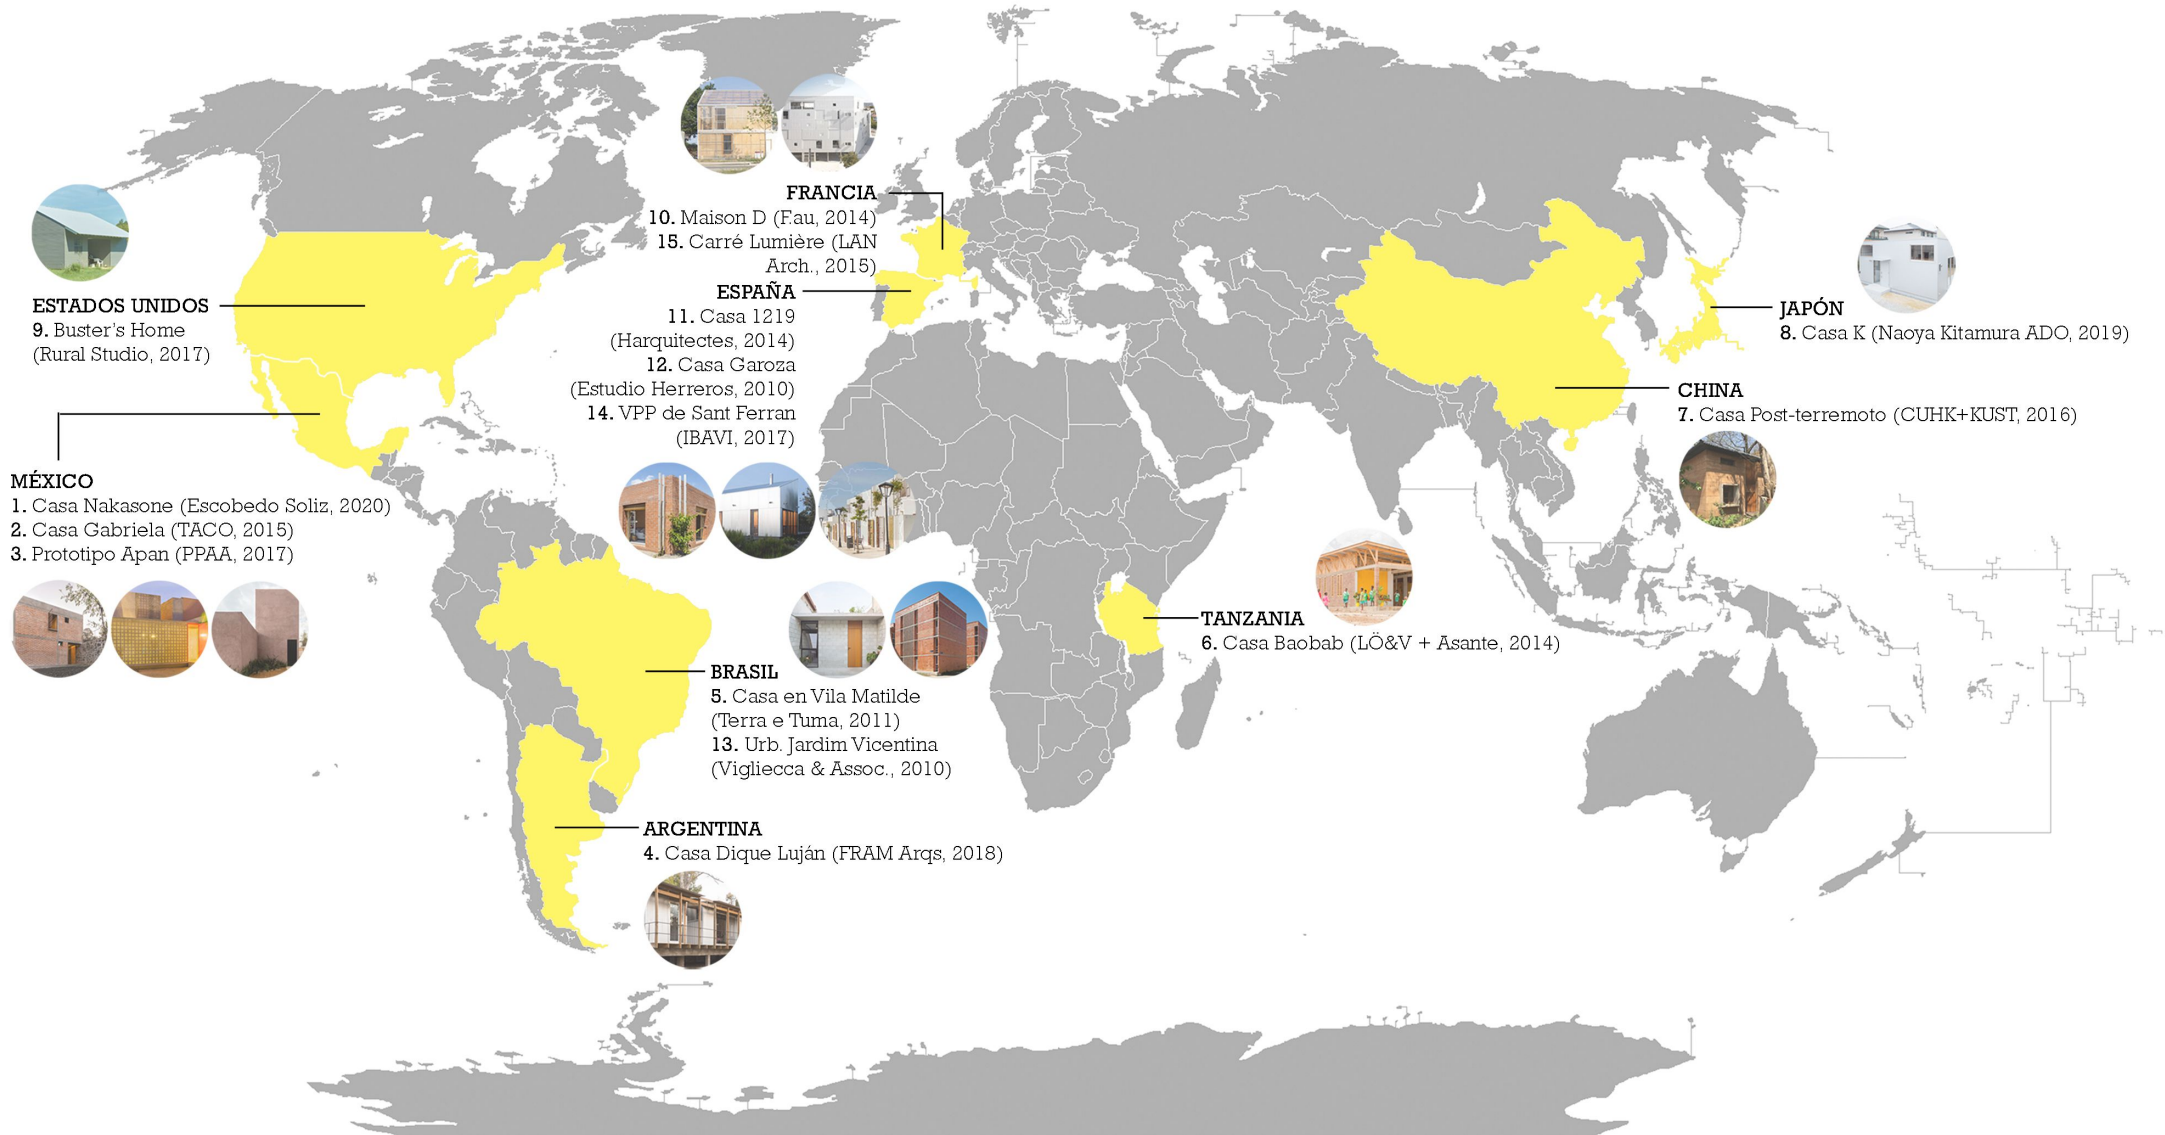 FRANCIA
10. Maison D (Fau, 2014)
15. Carré Lumière (LAN
Arch., 2015)
ESPAÑA
11. Casa 1219
(Harquitectes, 2014)
12. Casa Garoza
(Estudio Herreros, 2010)
14. VPP de Sant Ferran
(IBAVI, 2017)
ESTADOS UNIDOS
9. Buster's Home
(Rural Studio, 2017)
MÉXICO
1. Casa Nakasone (Escobedo Soliz, 2020)
2. Casa Gabriela (TACO, 2015)
3. Prototipo Apan (PPAA, 2017)
JAPÓN
8. Casa K (Naoya Kitamura ADO, 2019)
CHINA
7. Casa Post-terremoto (CUHK+KUST, 2016)
TANZANIA
6. Casa Baobab (LÖ&V + Asante, 2014)
BRASIL
5. Casa en Vila Matilde
(Terra e Tuma, 2011)
13. Urb. Jardim Vicentina
(Vigliecca & Assoc., 2010)
ARGENTINA
4. Casa Dique Luján (FRAM Arqs, 2018)